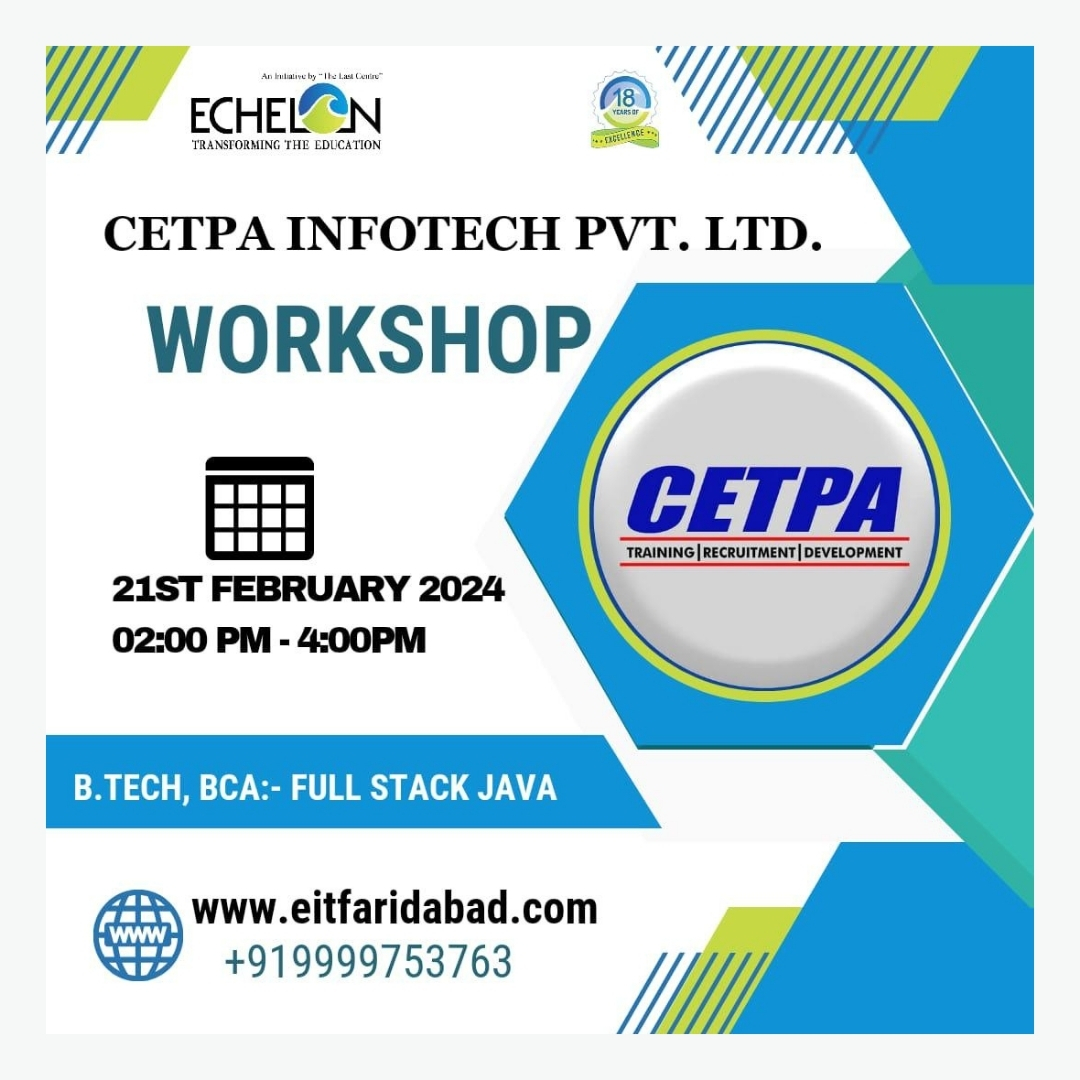 An Initiative by "The Last Centre"
ECHELON
TRANSFORMING THE EDUCATION
18
YEARS OF
EXCELLENCE
CETPA INFOTECH PVT. LTD.
WORKSHOP
CETPA
TRAINING|RECRUITMENT|DEVELOPMENT
21ST FEBRUARY 2024
02:00 PM - 4:00PM
B.TECH, BCA:- FULL STACK JAVA
WWW
www.eitfaridabad.com
+919999753763